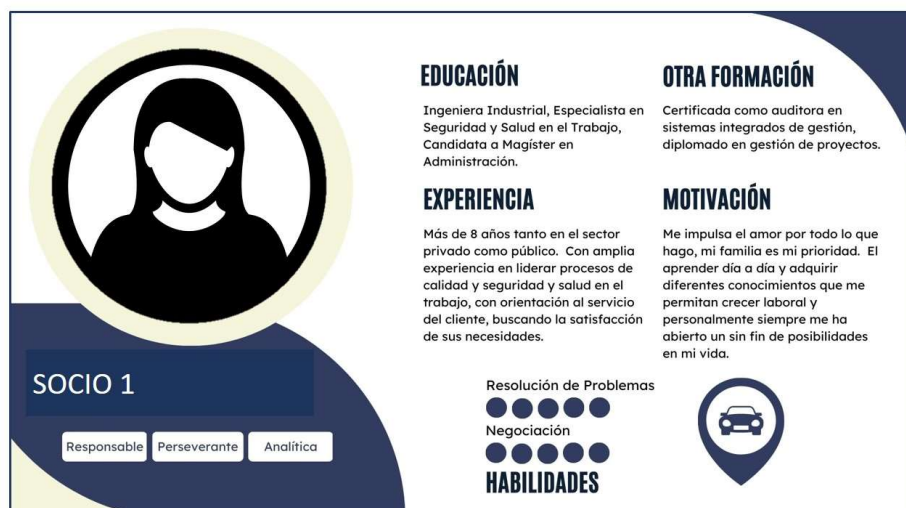 EDUCACIÓN
Ingeniera Industrial, Especialista en
Seguridad y Salud en el Trabajo,
Candidata a Magíster en
Administración.
OTRA FORMACIÓN
Certificada como auditora en
sistemas integrados de gestión,
diplomado en gestión de proyectos.
EXPERIENCIA
Más de 8 años tanto en el sector
privado como público. Con amplia
experiencia en liderar procesos de
calidad y seguridad y salud en el
trabajo, con orientación al servicio
del cliente, buscando la satisfacción
de sus necesidades.
MOTIVACIÓN
Me impulsa el amor por todo lo que
hago, mi familia es mi prioridad. El
aprender día a día y adquirir
diferentes conocimientos que me
permitan crecer laboral y
personalmente siempre me ha
abierto un sin fin de posibilidades
en mi vida.
SOCIO 1
Responsable
Perseverante
Analítica
Resolución de Problemas
Negociación
HABILIDADES